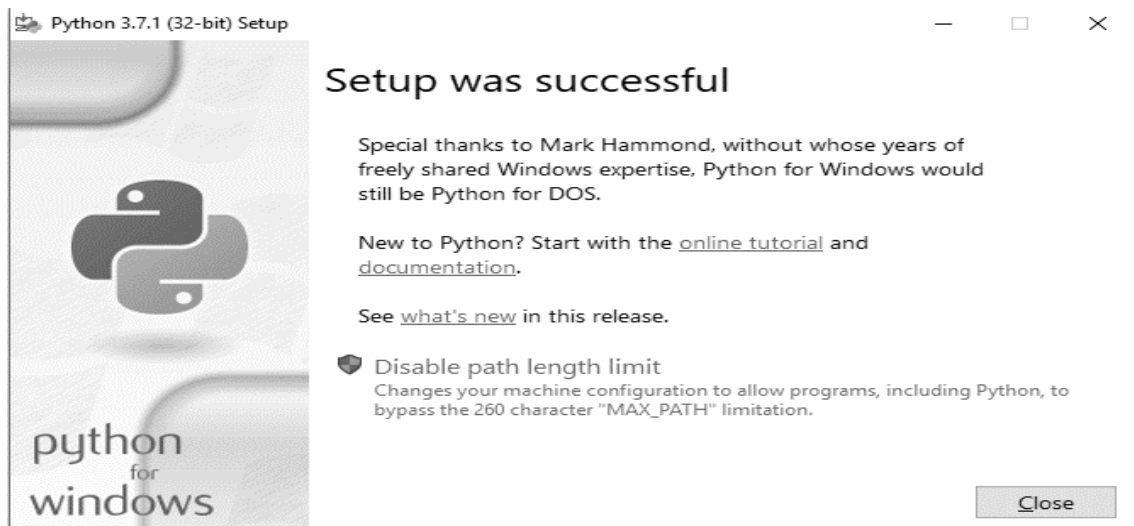 Python 3.7.1 (32-bit) Setup
Setup was successful
Special thanks to Mark Hammond, without whose years of
freely shared Windows expertise, Python for Windows would
still be Python for DOS.
New to Python? Start with the online tutorial and
documentation.
See what's new in this release.
Disable path length limit
Changes your machine configuration to allow programs, including Python, to
bypass the 260 character "MAX_PATH" limitation.
python
for
windows
Close